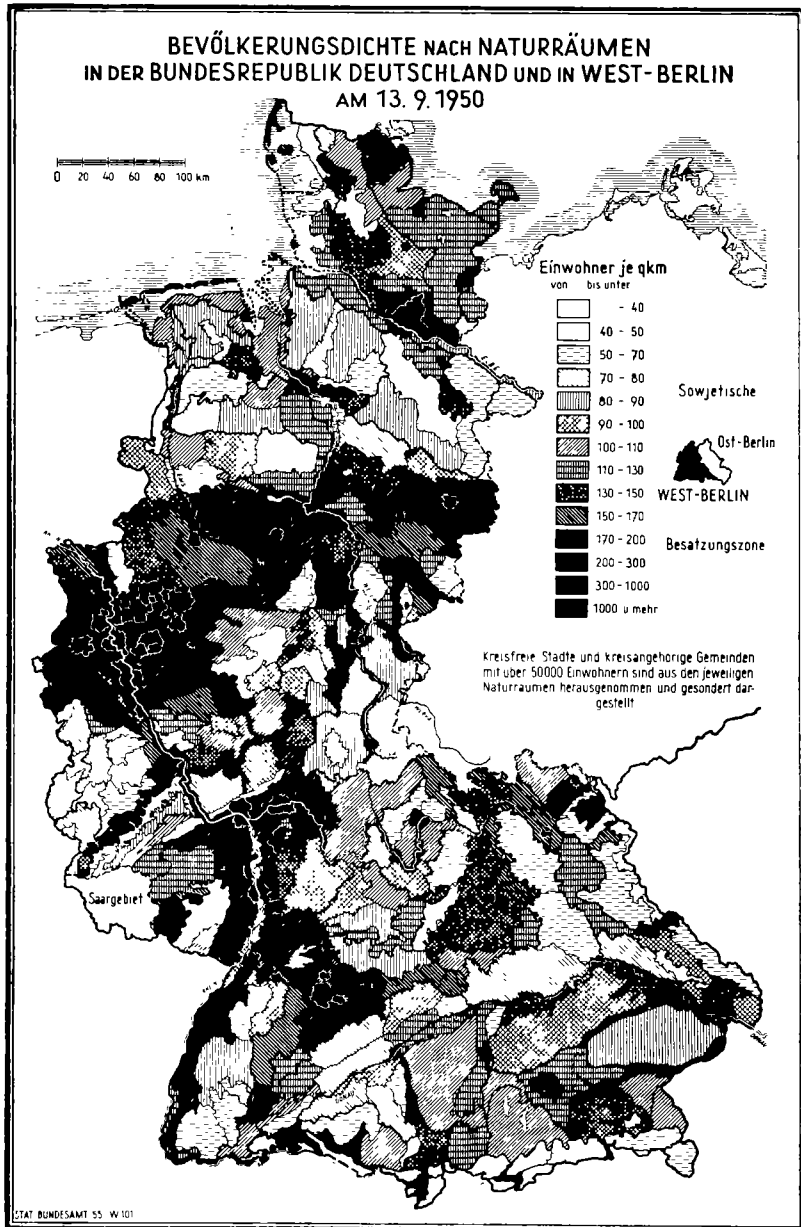 BEVÖLKERUNGSDICHTE NACH NATURRÄUMEN
IN DER BUNDESREPUBLIK DEUTSCHLAND UND IN WEST-BERLIN
AM 13. 9. 1950
0 20 40 60 80 100 km
Einwohner je qkm
von bis unter
- 40
40 - 50
50 - 70
70 - 80
80 - 90
90 - 100
100 - 110
110 - 130
130 - 150
150 - 170
170 - 200
200 - 300
300 - 1000
1000 u mehr
Sowjetische
Ost-Berlin
WEST-BERLIN
Besatzungszone
Kreisfreie Städte und kreisangehörige Gemeinden
mit über 50000 Einwohnern sind aus den jeweiligen
Naturräumen herausgenommen und gesondert dar-
gestellt
Saargebiet
STAT BUNDESAMT 55 W 101